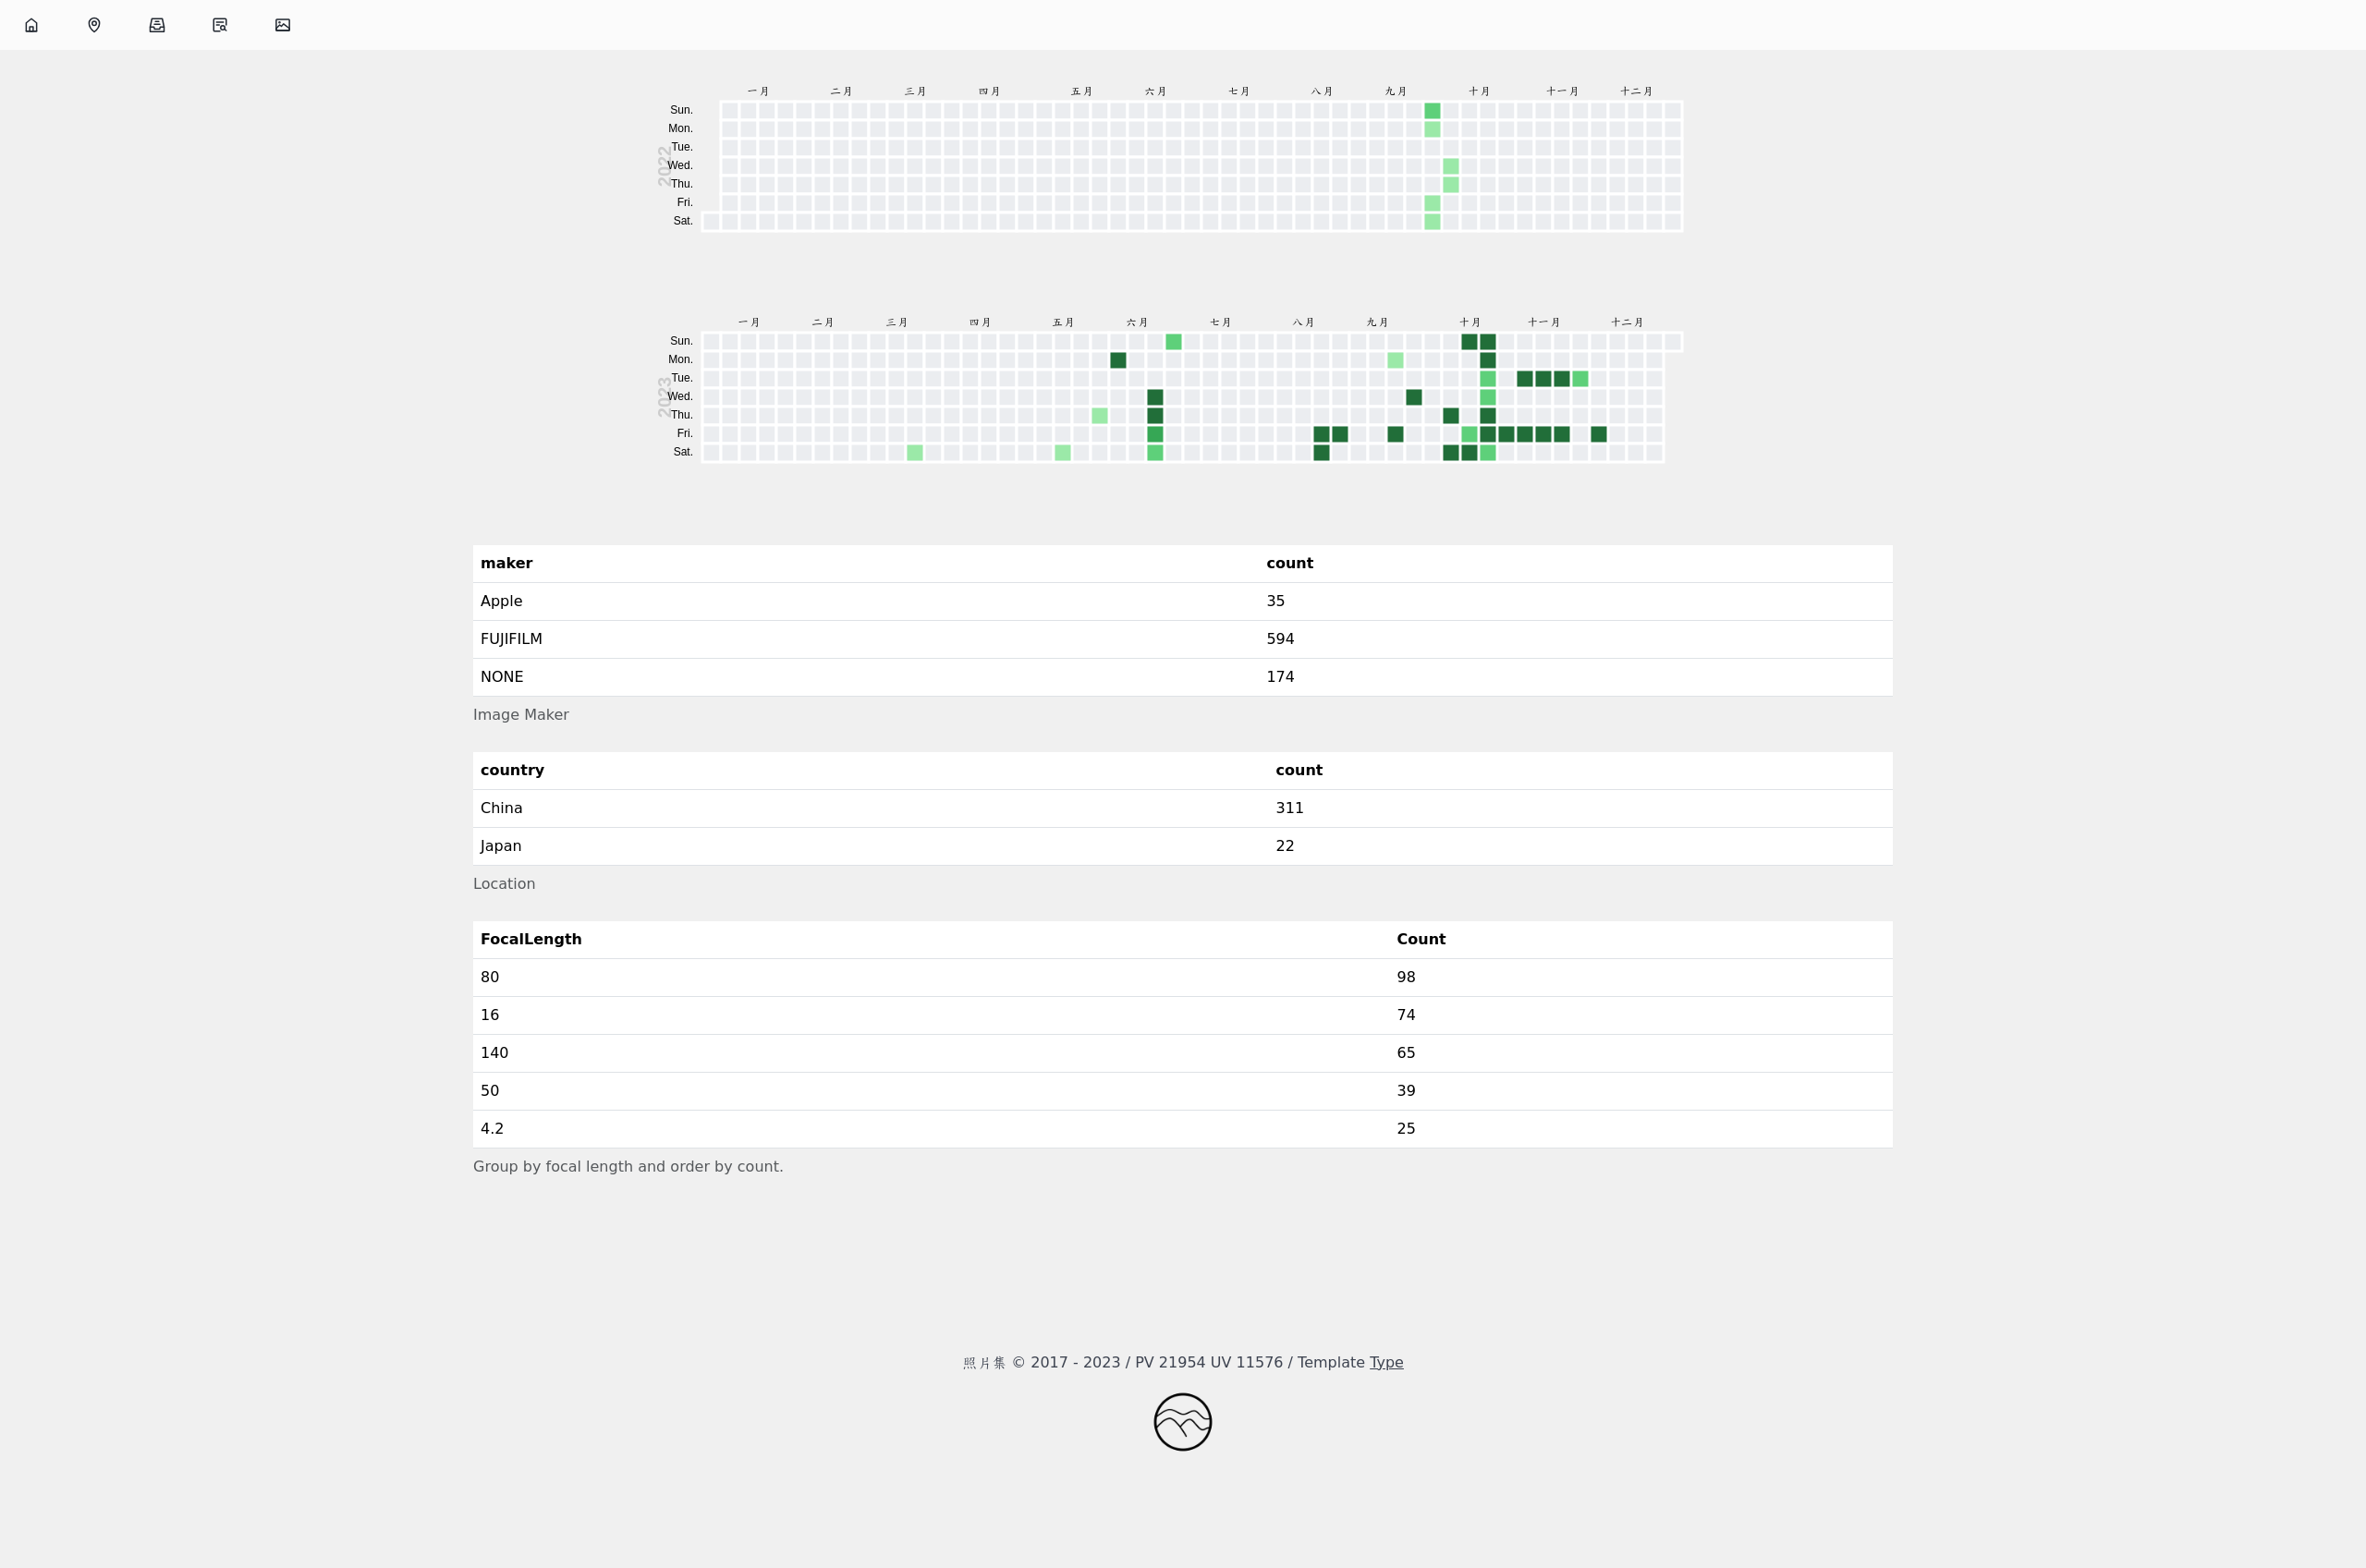 一月 二月 三月 四月 五月 六月 七月 八月 九月 十月 十一月 十二月
2022
Sun.
Mon.
Tue.
Wed.
Thu.
Fri.
Sat.
一月 二月 三月 四月 五月 六月 七月 八月 九月 十月 十一月 十二月
2023
Sun.
Mon.
Tue.
Wed.
Thu.
Fri.
Sat.
maker count
Apple 35
FUJIFILM 594
NONE 174
Image Maker
country count
China 311
Japan 22
Location
FocalLength Count
80 98
16 74
140 65
50 39
4.2 25
Group by focal length and order by count.
照片集 © 2017 - 2023 / PV 21954 UV 11576 / Template Type